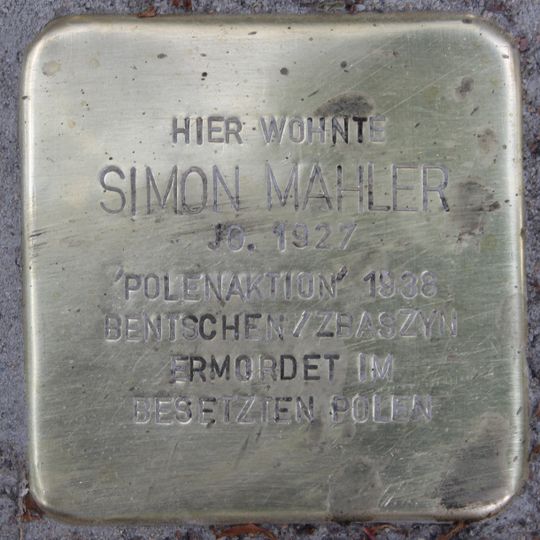 HIER WOHNTE
SIMON MAHLER
JG. 1927
'POLENAKTION' 1938
BENTSCHEN/ZBASZYN
ERMORDET IM
BESETZTEN POLEN